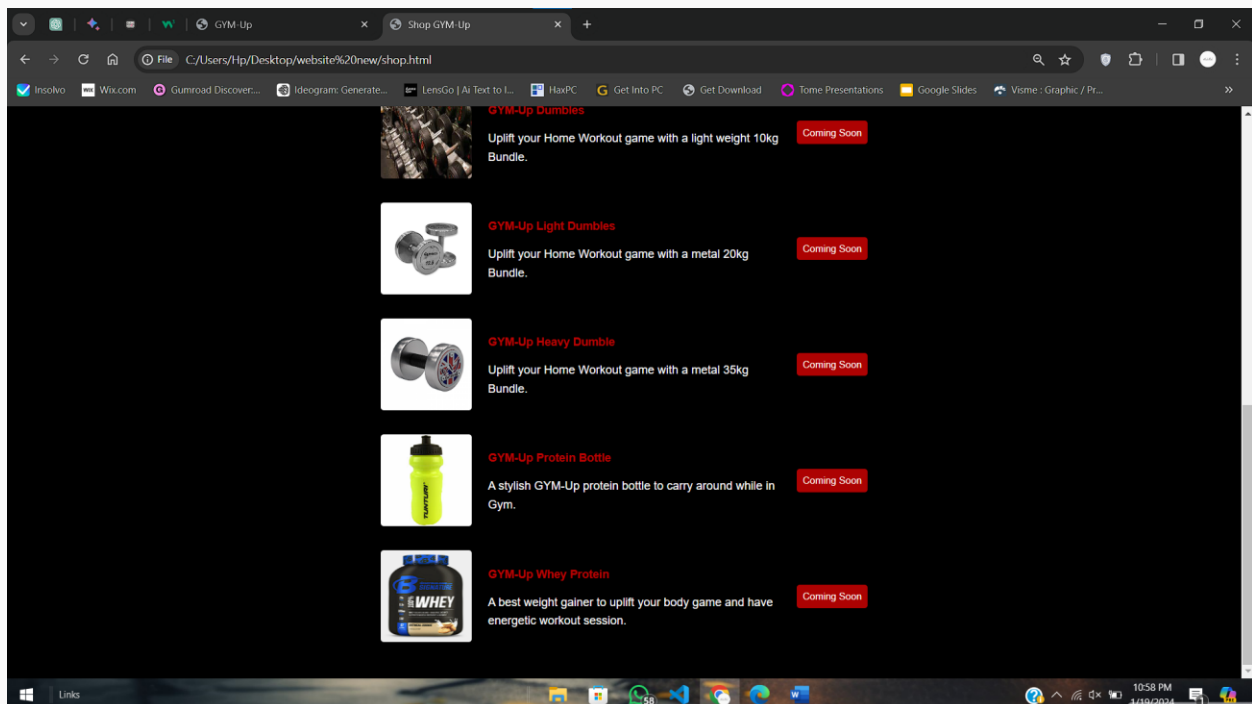 GYM-Up
Shop GYM-Up
File C:/Users/Hp/Desktop/website%20new/shop.html
Insolvo
WIX Wix.com
Gumroad Discover:...
Ideogram: Generate...
LensGo | Ai Text to I...
HaxPC
G Get Into PC
Get Download
Tome Presentations
Google Slides
Visme : Graphic / Pr...
GYM-Up Dumbles
Uplift your Home Workout game with a light weight 10kg
Bundle.
Coming Soon
GYM-Up Light Dumbles
Uplift your Home Workout game with a metal 20kg
Bundle.
Coming Soon
GYM-Up Heavy Dumble
Uplift your Home Workout game with a metal 35kg
Bundle.
Coming Soon
TUNTURI
GYM-Up Protein Bottle
A stylish GYM-Up protein bottle to carry around while in
Gym.
Coming Soon
WHEY
GYM-Up Whey Protein
A best weight gainer to uplift your body game and have
energetic workout session.
Coming Soon
Links
58
10:58 PM
1/19/2024